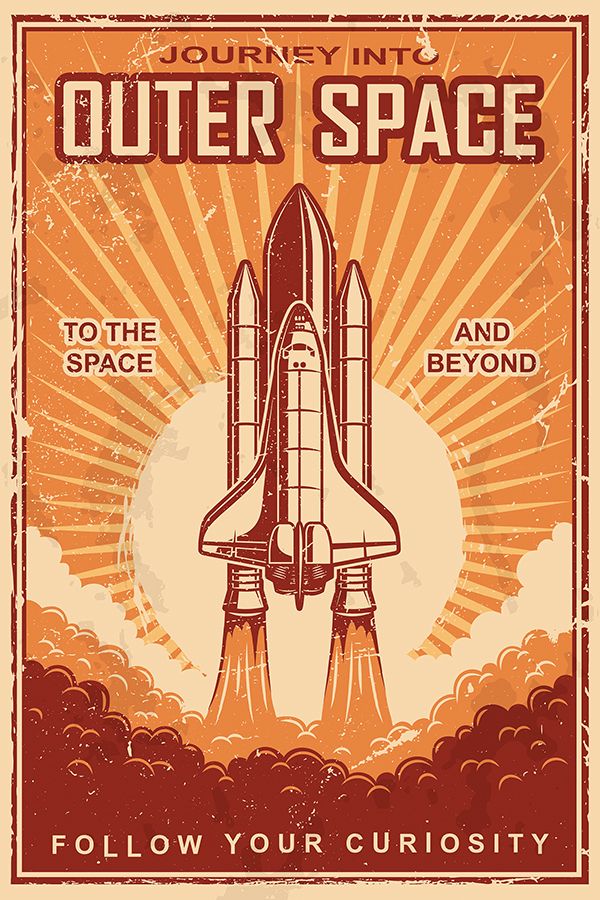 JOURNEY INTO
OUTER SPACE
TO THE
SPACE
AND
BEYOND
FOLLOW YOUR CURIOSITY